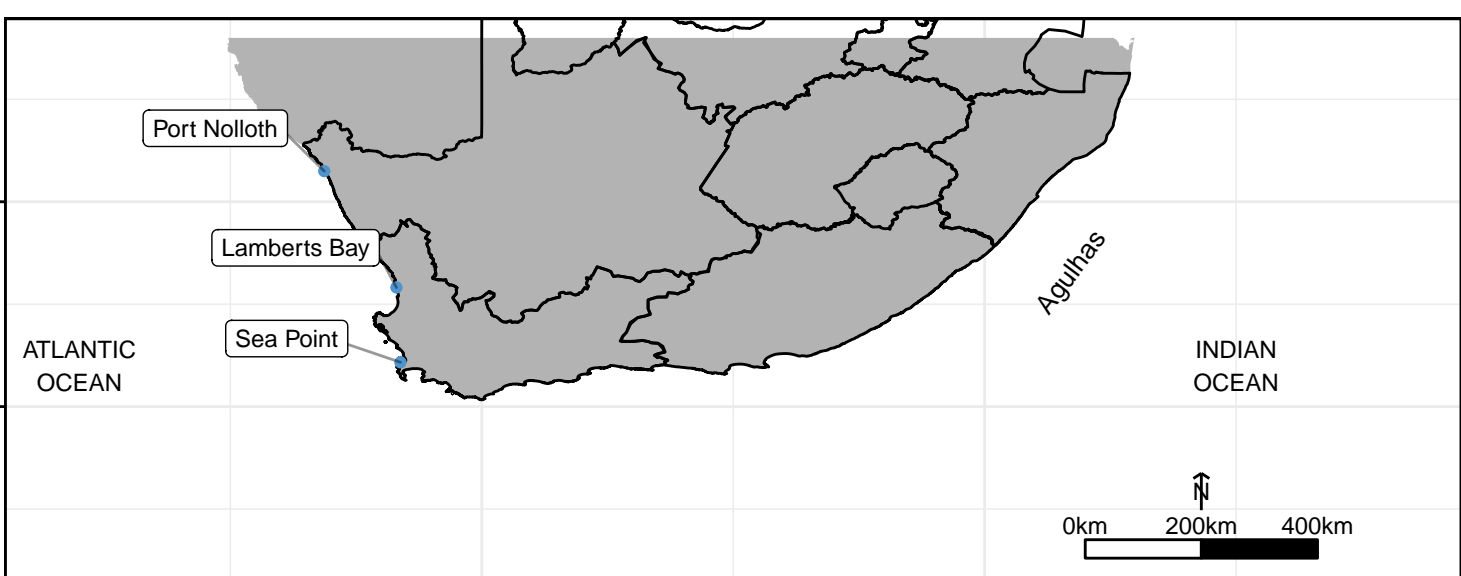 Port Nolloth
Lamberts Bay
Agulhas
Sea Point
ATLANTIC
OCEAN
INDIAN
OCEAN
N
0km 200km 400km